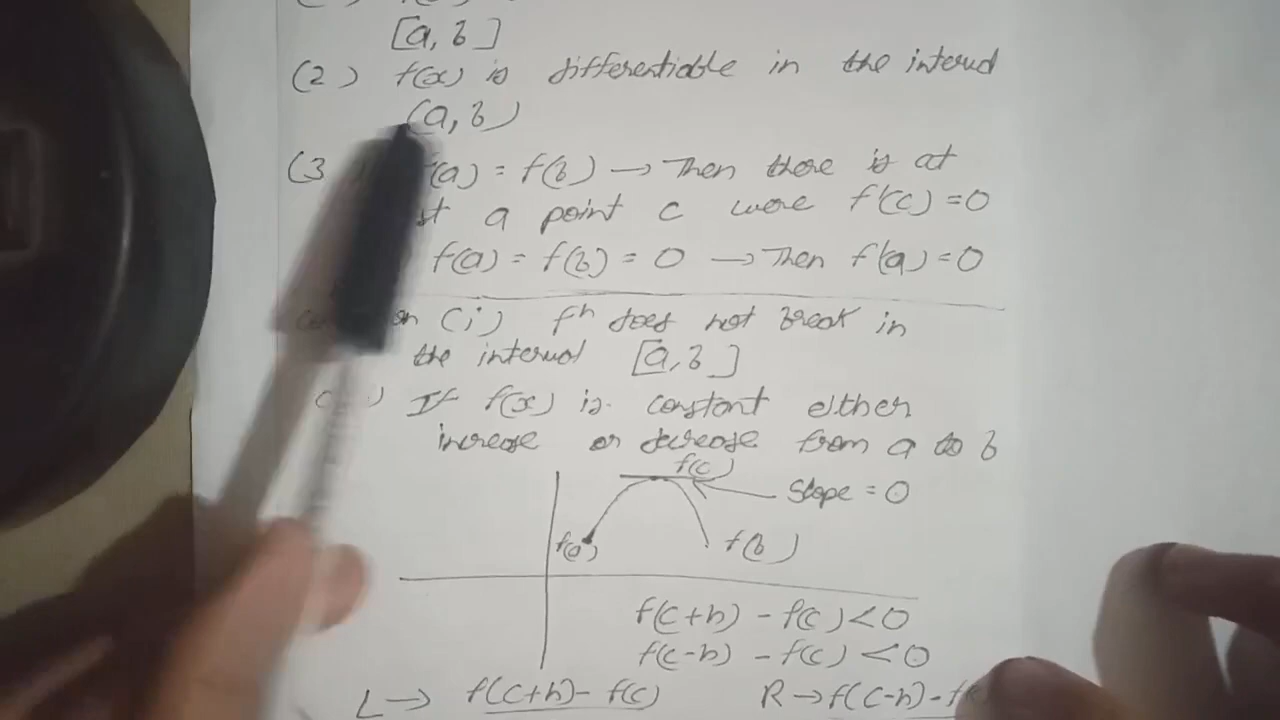 [a, b]
(2) f(x) is differentiable in the interval
(a, b)
(3) f(a) = f(b) → Then there is at
a point c were f'(c) = 0
f(a) = f(b) = 0 → Then f'(a) = 0
(i) fn does not break in
the interval [a, b]
If f(x) is constant either
increase or decrease from a to b
f(c)
Slope = 0
f(a) f(b)
f(c+h) - f(c) < 0
f(c-h) - f(c) < 0
L → f(c+h) - f(c) R → f(c-h) -